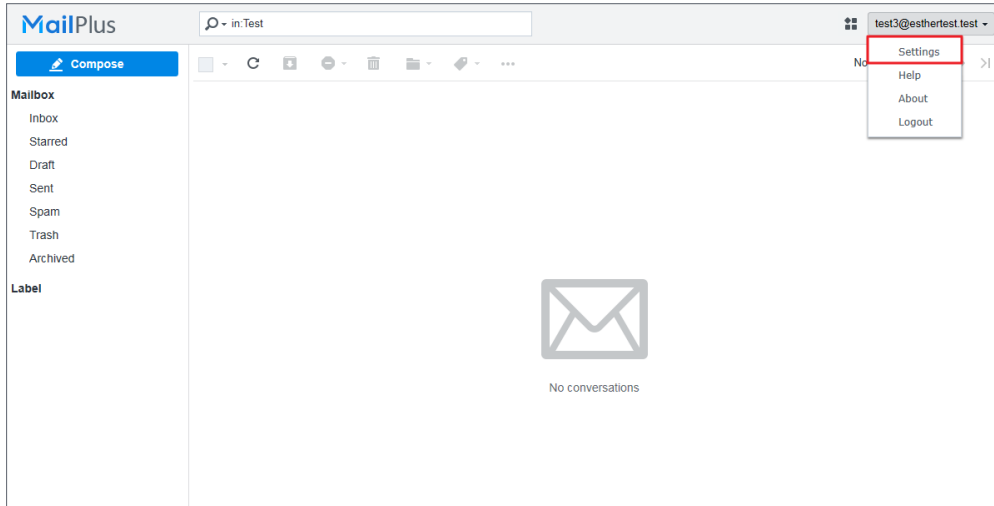 MailPlus
in:Test
test3@esthertest.test
Compose
No
Settings
Help
About
Logout
Mailbox
Inbox
Starred
Draft
Sent
Spam
Trash
Archived
Label
No conversations